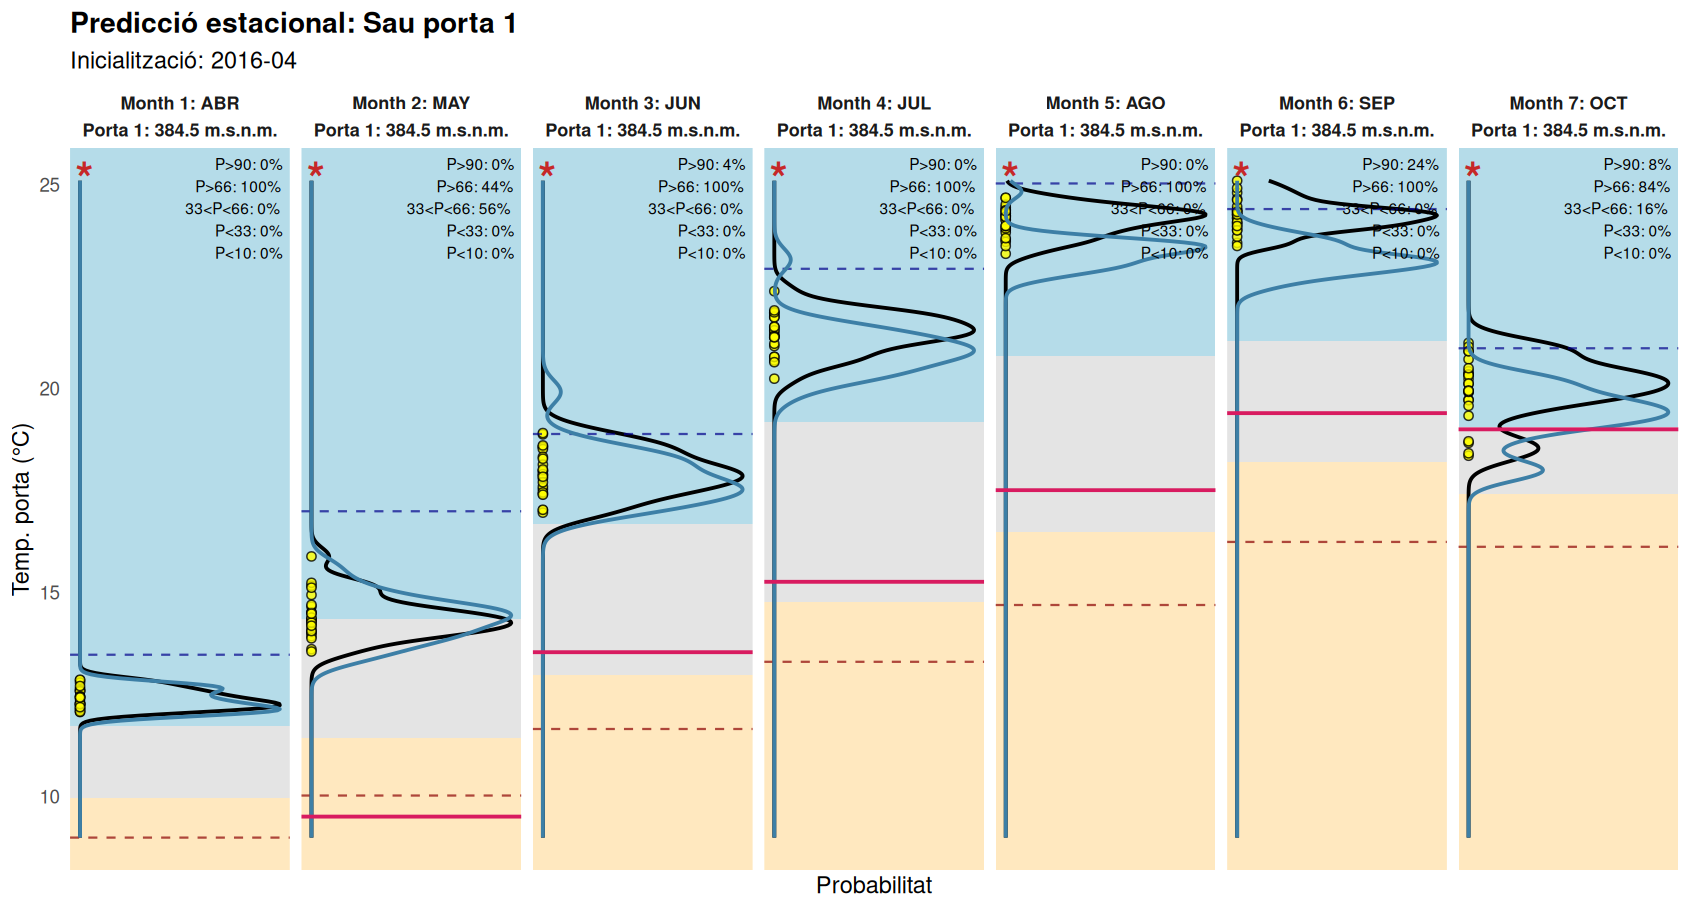 Predicció estacional: Sau porta 1
Inicialització: 2016-04
Month 1: ABR
Porta 1: 384.5 m.s.n.m.
Month 2: MAY
Porta 1: 384.5 m.s.n.m.
Month 3: JUN
Porta 1: 384.5 m.s.n.m.
Month 4: JUL
Porta 1: 384.5 m.s.n.m.
Month 5: AGO
Porta 1: 384.5 m.s.n.m.
Month 6: SEP
Porta 1: 384.5 m.s.n.m.
Month 7: OCT
Porta 1: 384.5 m.s.n.m.
*
P>90: 0%
P>66: 100%
33<P<66: 0%
P<33: 0%
P<10: 0%
*
P>90: 0%
P>66: 44%
33<P<66: 56%
P<33: 0%
P<10: 0%
*
P>90: 4%
P>66: 100%
33<P<66: 0%
P<33: 0%
P<10: 0%
*
P>90: 0%
P>66: 100%
33<P<66: 0%
P<33: 0%
P<10: 0%
*
P>90: 0%
P>66: 100%
33<P<66: 0%
P<33: 0%
P<10: 0%
*
P>90: 24%
P>66: 100%
33<P<66: 0%
P<33: 0%
P<10: 0%
*
P>90: 8%
P>66: 84%
33<P<66: 16%
P<33: 0%
P<10: 0%
25
20
15
10
Temp. porta (°C)
Probabilitat